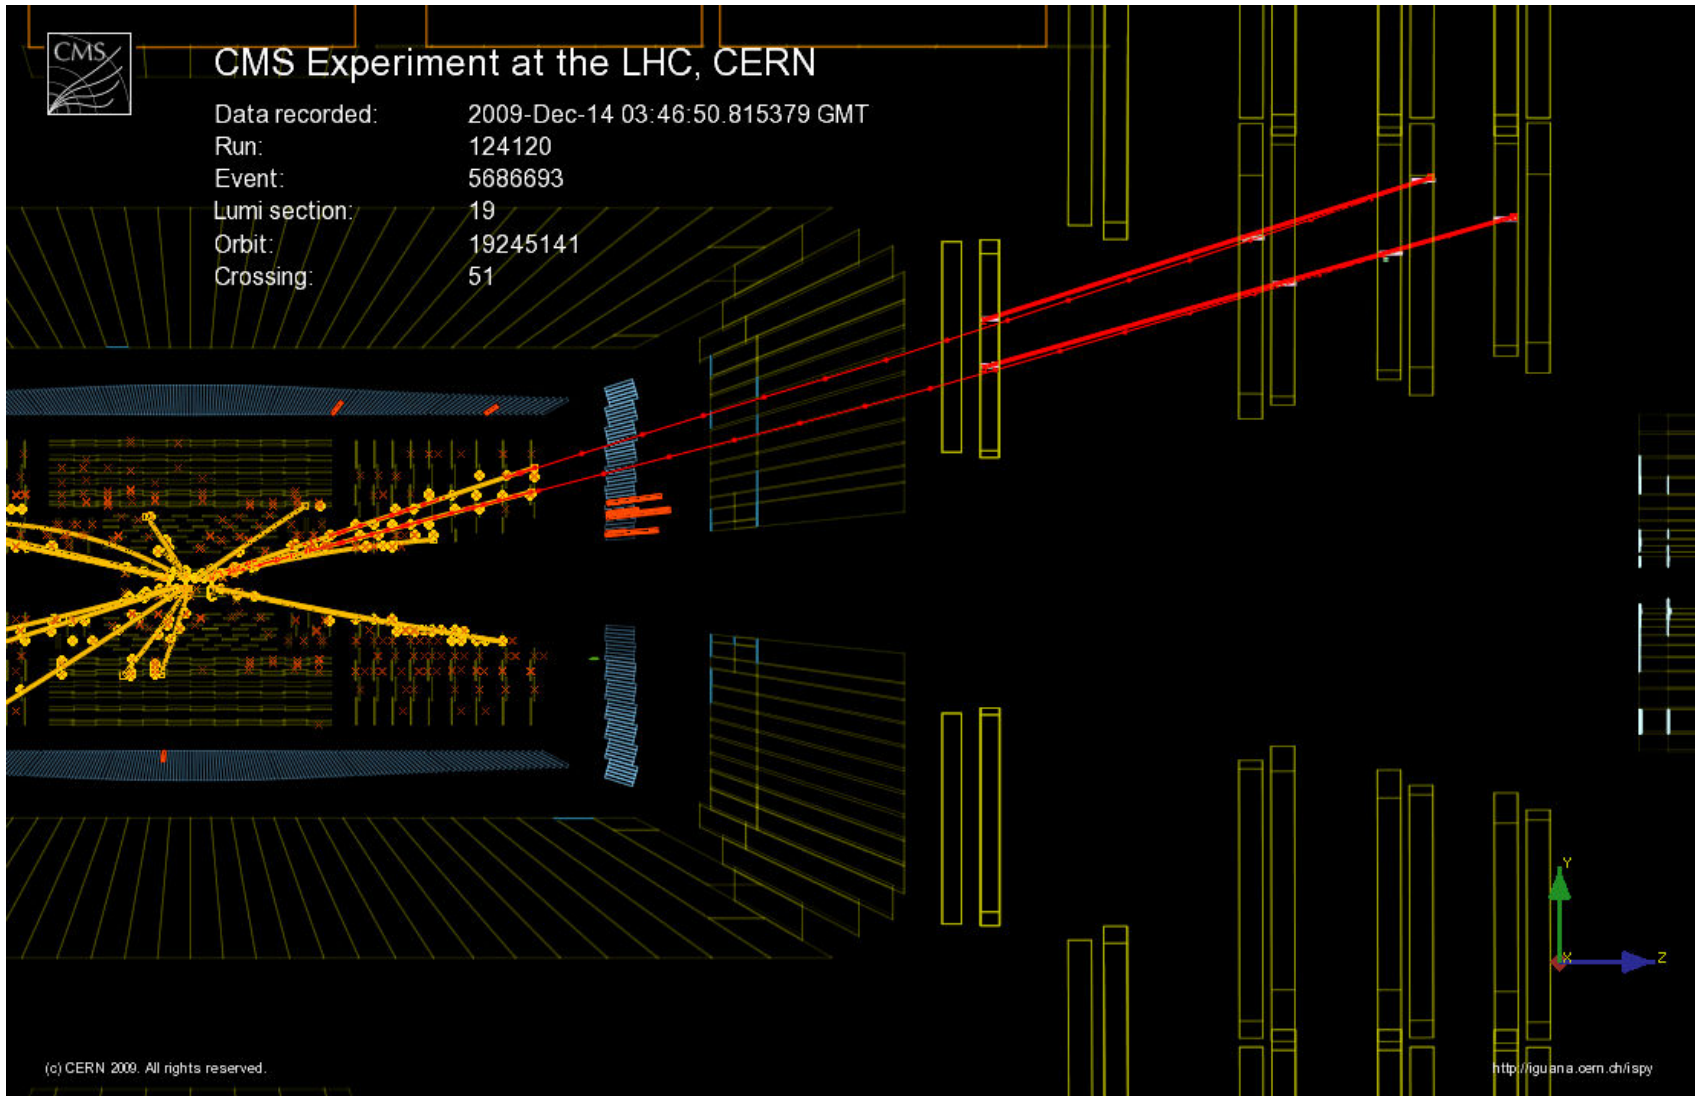 CMS
CMS Experiment at the LHC, CERN
Data recorded: 2009-Dec-14 03:46:50.815379 GMT
Run: 124120
Event: 5686693
Lumi section: 19
Orbit: 19245141
Crossing: 51
Y
X
Z
(c) CERN 2009. All rights reserved.
http://iguana.cern.ch/ispy